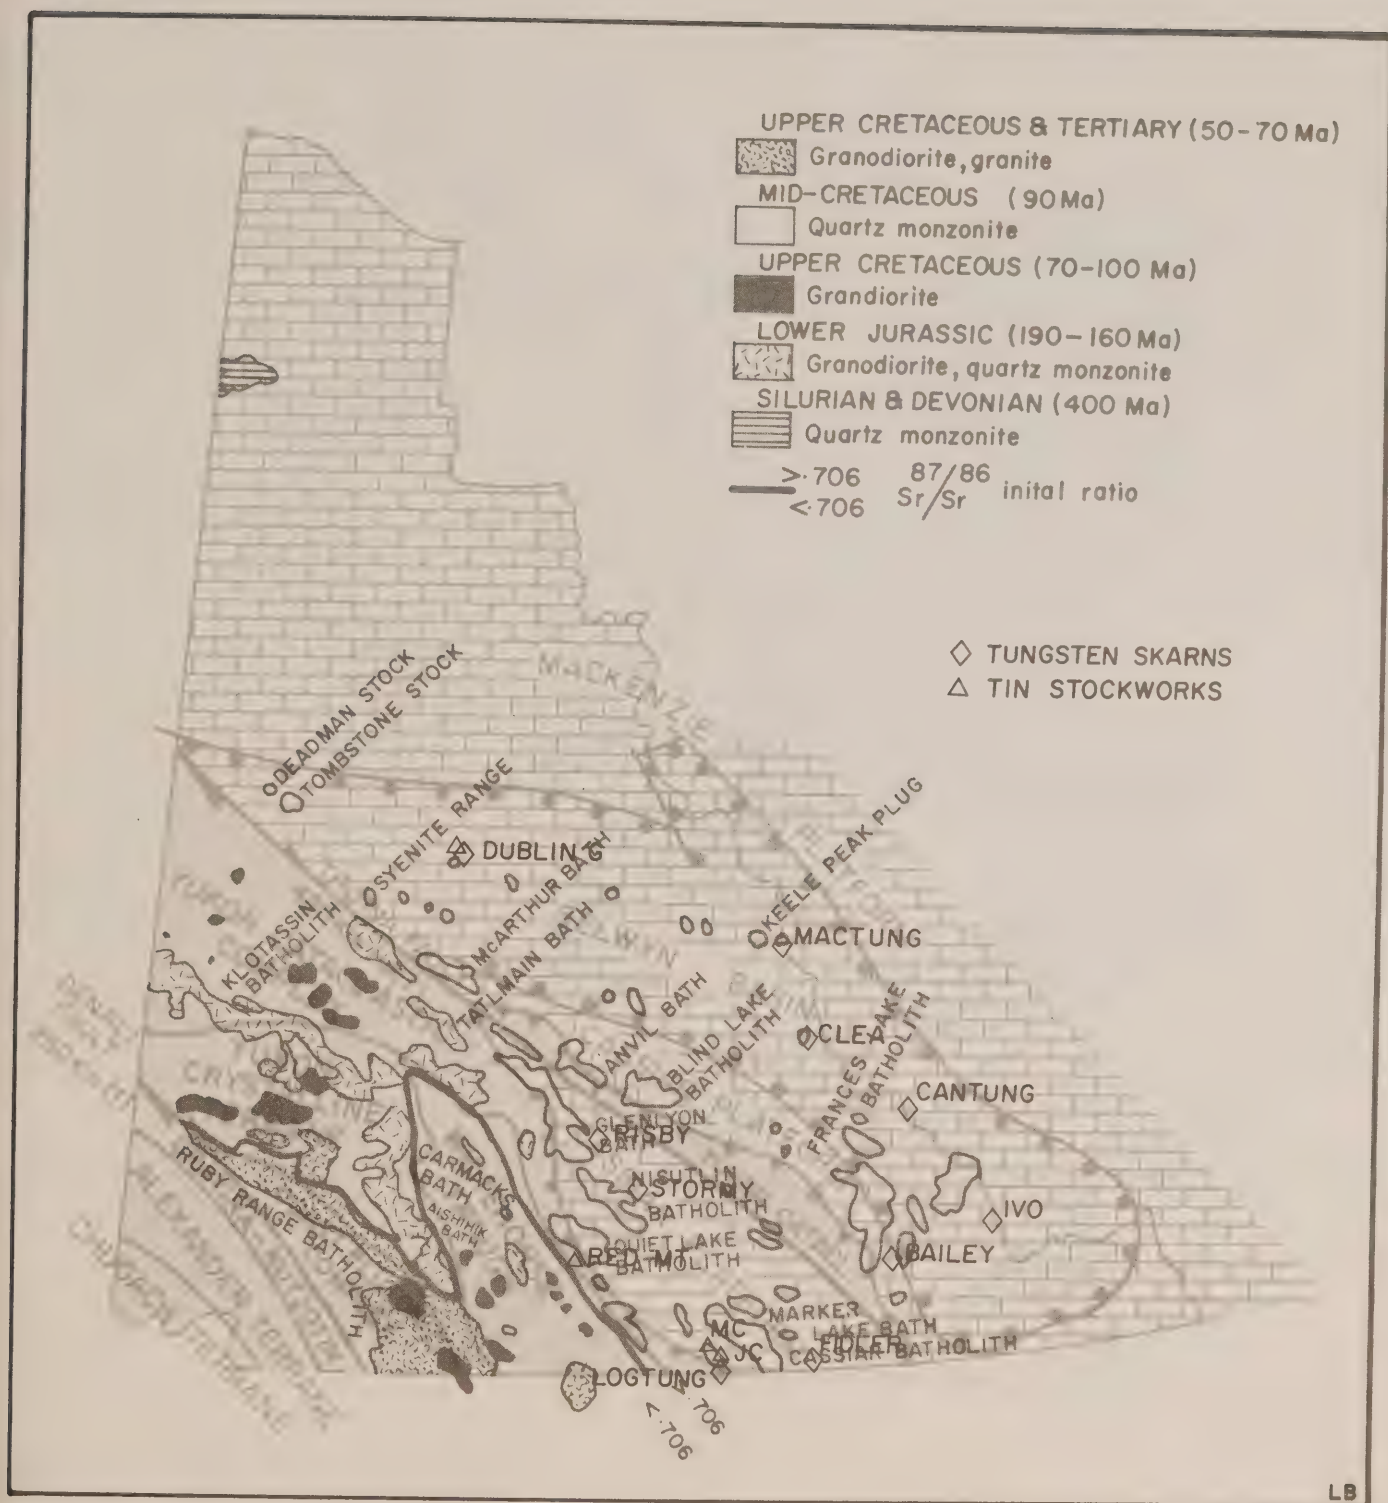 UPPER CRETACEOUS & TERTIARY (50-70 Ma)
Granodiorite, granite
MID-CRETACEOUS (90 Ma)
Quartz monzonite
UPPER CRETACEOUS (70-100 Ma)
Grandiorite
LOWER JURASSIC (190-160 Ma)
Granodiorite, quartz monzonite
SILURIAN & DEVONIAN (400 Ma)
Quartz monzonite
>.706 87/86
<.706 Sr/Sr inital ratio
TUNGSTEN SKARNS
TIN STOCKWORKS
MACKENZIE
DEADMAN STOCK
TOMBSTONE STOCK
SYENITE RANGE
DUBLIN G
McARTHUR BATH
TATLMAIN BATH
KEELE PEAK PLUG
MACTUNG
KLOTASSIN
BATHOLITH
ANVIL BATH
BLIND LAKE
BATHOLITH
CLEA
FRANCES LAKE
BATHOLITH
CANTUNG
GLENLYON
BATH
RISBY
CARMACKS
BATH
AISHIHIK
BATH
NISUTLIN
STORMY
BATHOLITH
IVO
RUBY RANGE BATHOLITH
QUIET LAKE
RED MT
BATHOLITH
BAILEY
MARKER
LAKE BATH
MC
JC
FIDLER
CASSIAR BATHOLITH
LOGTUNG
>.706
<.706
LB